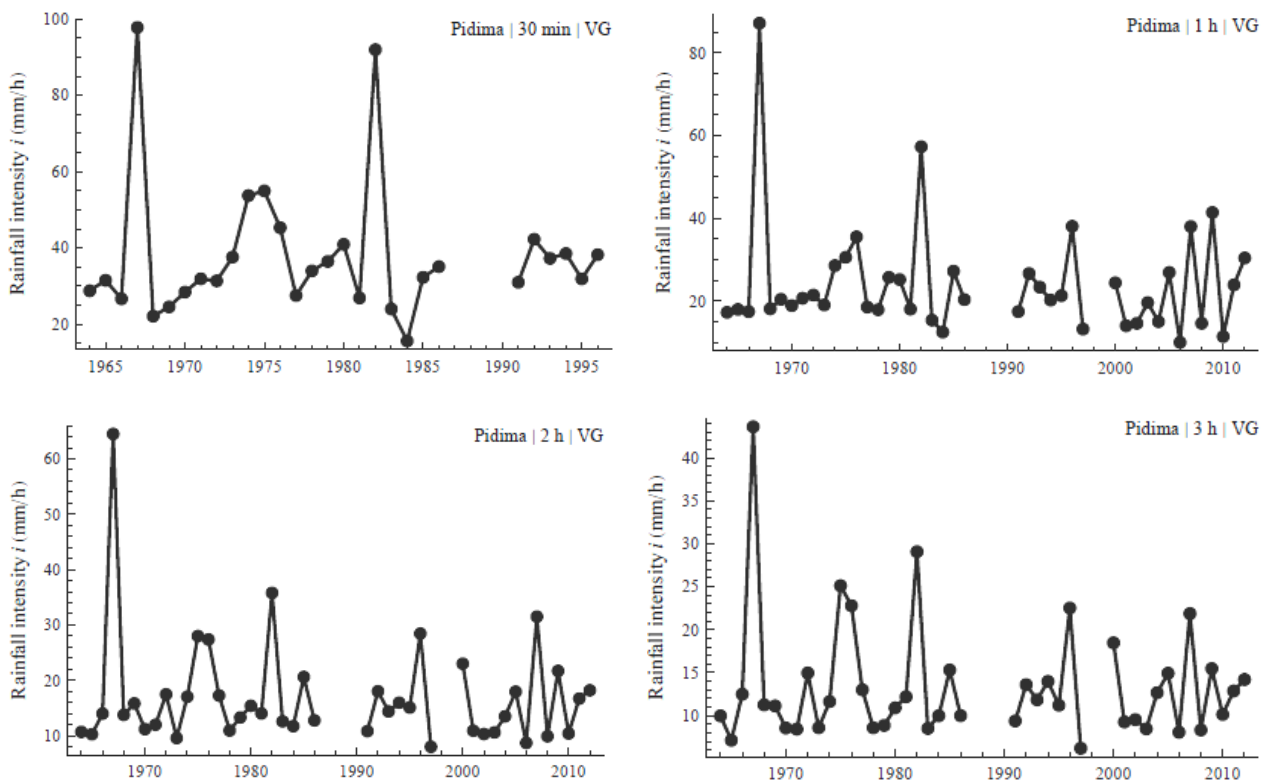 Pidima | 30 min | VG
Rainfall intensity i (mm/h)
100
80
60
40
20
1965 1970 1975 1980 1985 1990 1995
Pidima | 1 h | VG
Rainfall intensity i (mm/h)
80
60
40
20
1970 1980 1990 2000 2010
Pidima | 2 h | VG
Rainfall intensity i (mm/h)
60
50
40
30
20
10
1970 1980 1990 2000 2010
Pidima | 3 h | VG
Rainfall intensity i (mm/h)
40
35
30
25
20
15
10
1970 1980 1990 2000 2010